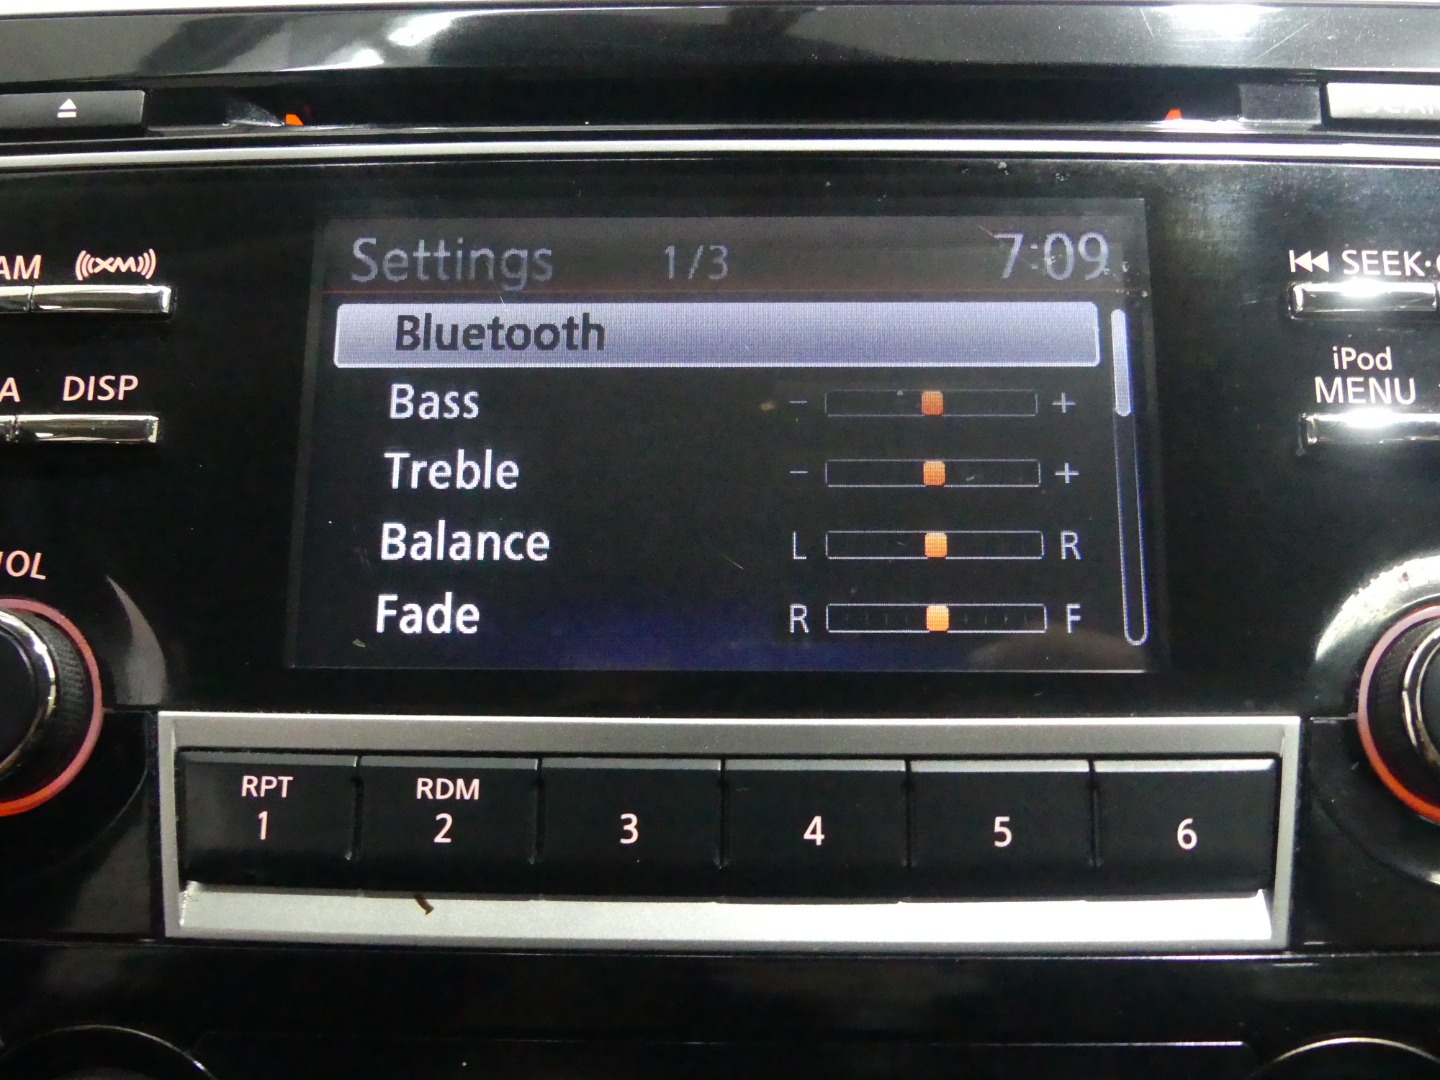 Settings 1/3 7:09
Bluetooth
Bass - +
Treble - +
Balance L R
Fade R F
AM XM
DISP
SEEK
iPod
MENU
RPT
1
RDM
2
3
4
5
6